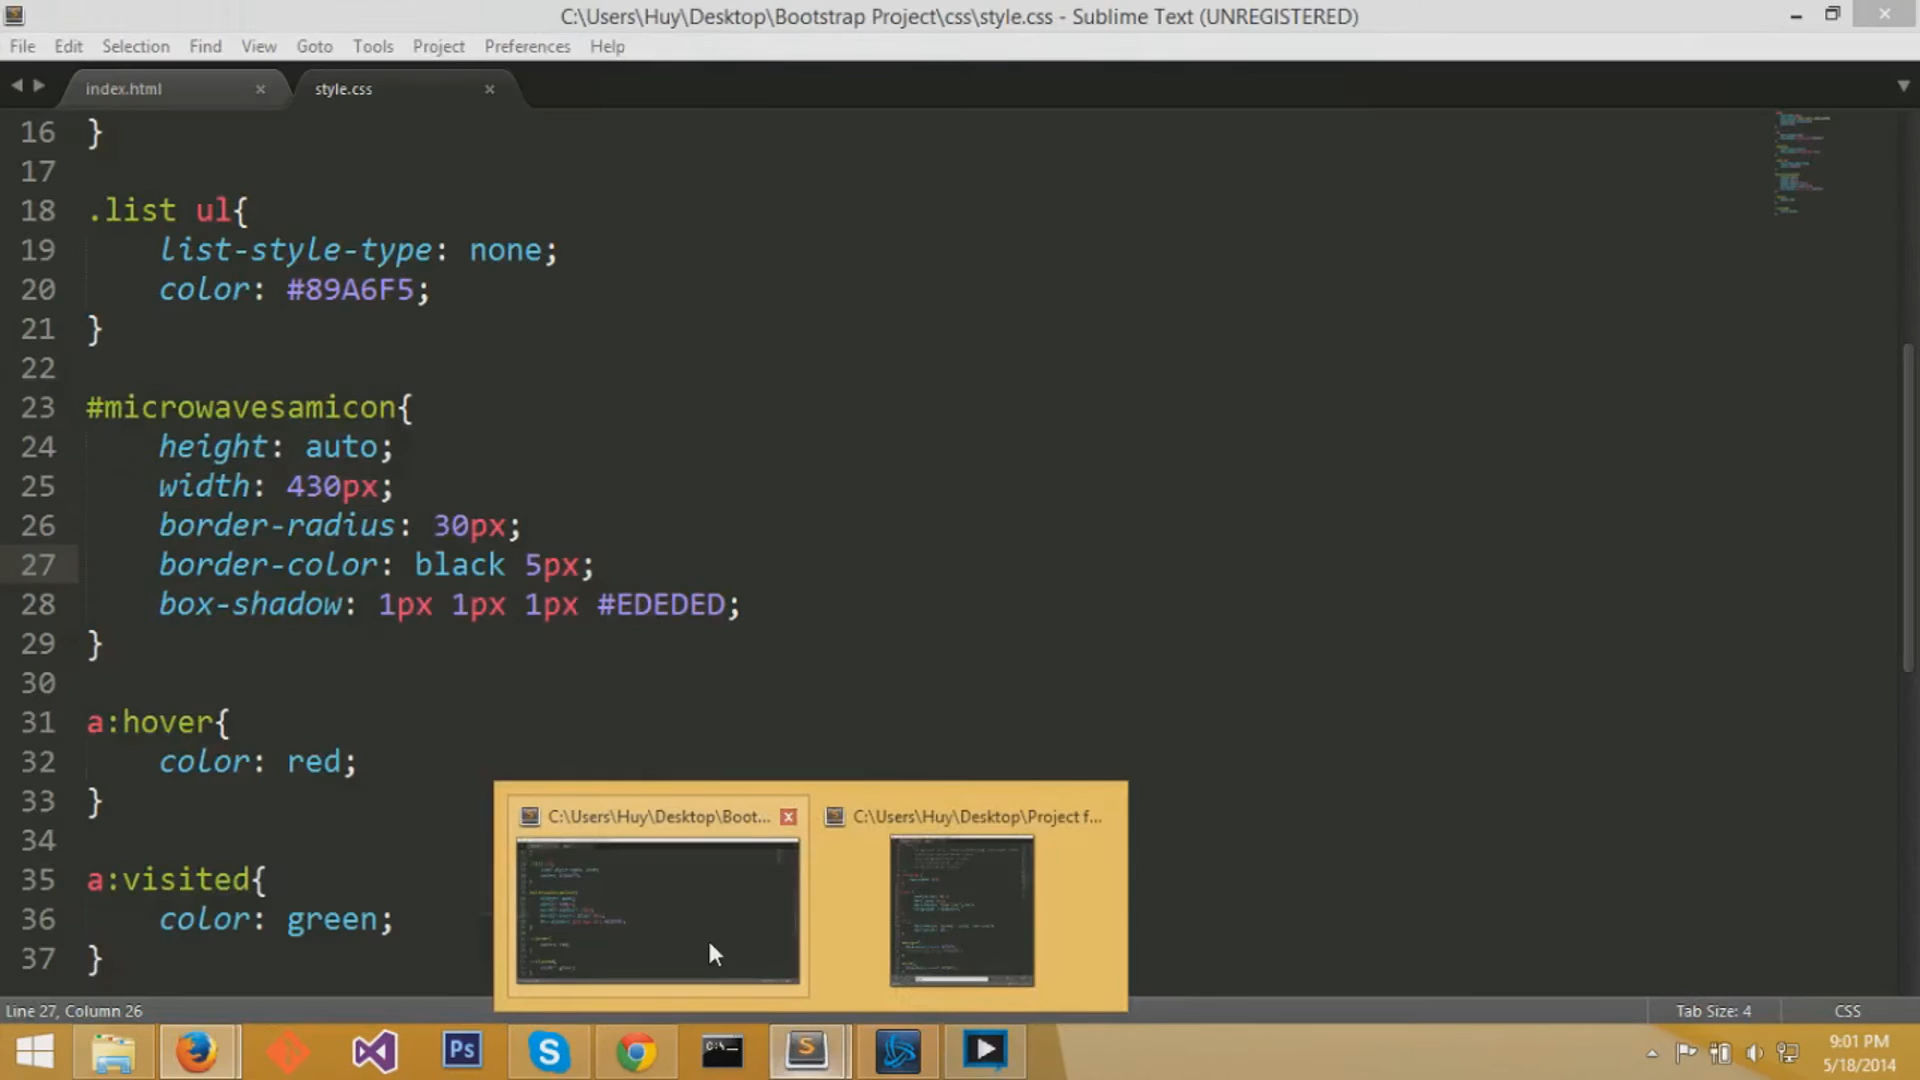 C:\Users\Huy\Desktop\Bootstrap Project\css\style.css - Sublime Text (UNREGISTERED)
File Edit Selection Find View Goto Tools Project Preferences Help
index.html style.css
16 }
17
18 .list ul{
19 list-style-type: none;
20 color: #89A6F5;
21 }
22
23 #microwavesamicon{
24 height: auto;
25 width: 430px;
26 border-radius: 30px;
27 border-color: black 5px;
28 box-shadow: 1px 1px 1px #EDEDED;
29 }
30
31 a:hover{
32 color: red;
33 }
34
35 a:visited{
36 color: green;
37 }
C:\Users\Huy\Desktop\Boot... C:\Users\Huy\Desktop\Project f...
Line 27, Column 26 Tab Size: 4 CSS
Ps
S
C:\_
S
9:01 PM
5/18/2014